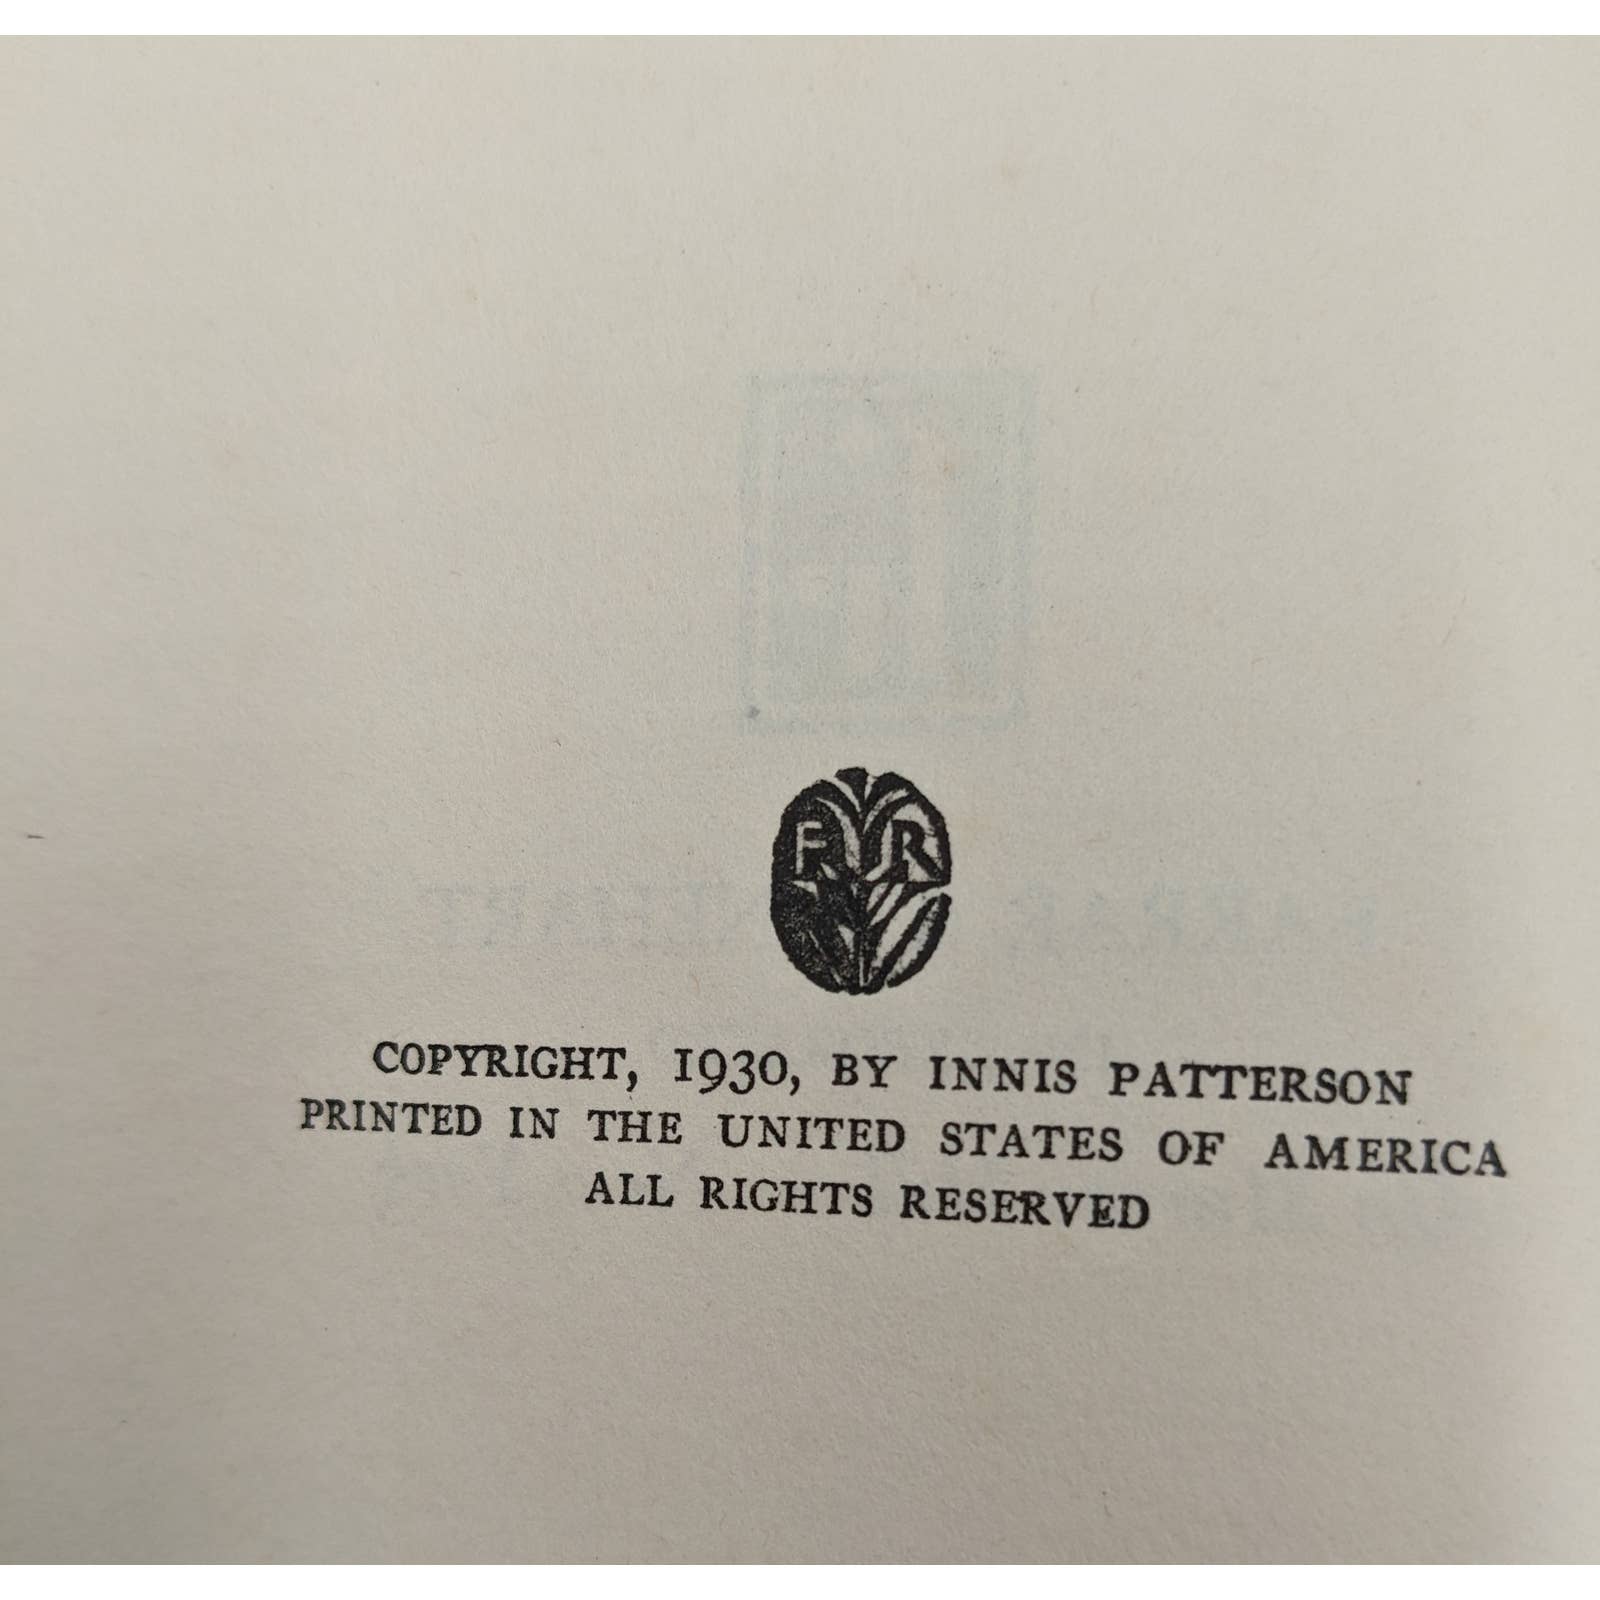 F R
COPYRIGHT, 1930, BY INNIS PATTERSON
PRINTED IN THE UNITED STATES OF AMERICA
ALL RIGHTS RESERVED